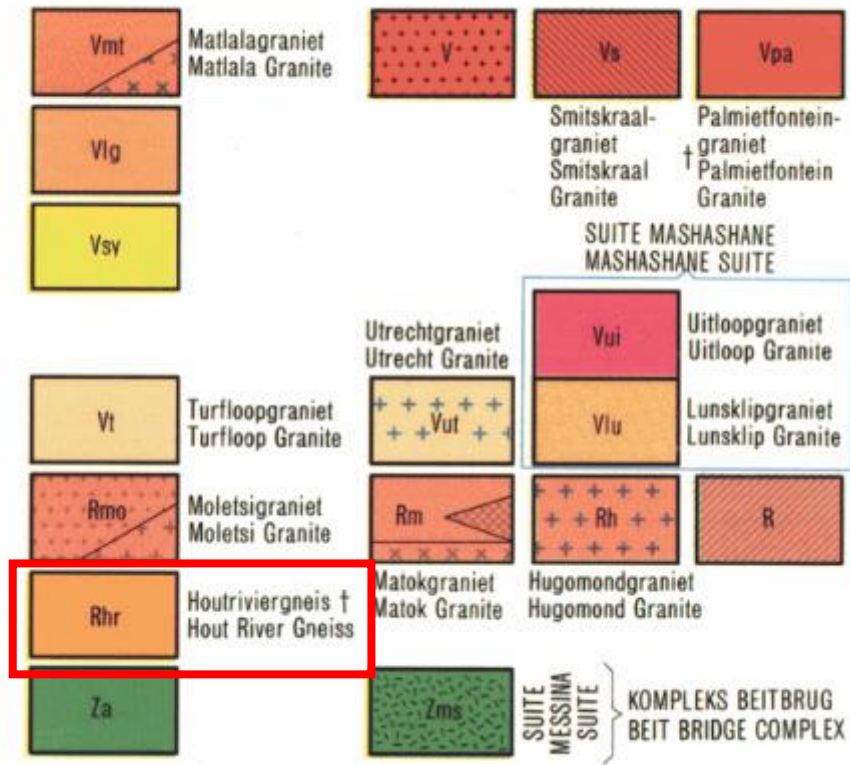 Vmt
Matlalagraniet
Matlala Granite
V
Vs
Vpa
Smitskraal-
graniet
Smitskraal
Granite
†
Palmietfontein-
graniet
Palmietfontein
Granite
Vlg
Vsy
SUITE MASHASHANE
MASHASHANE SUITE
Vui
Uitloopgraniet
Uitloop Granite
Vt
Turfloopgraniet
Turfloop Granite
Utrechtgraniet
Utrecht Granite
Vut
Vlu
Lunsklipgraniet
Lunsklip Granite
Rmo
Moletsigraniet
Moletsi Granite
Rm
Matokgraniet
Matok Granite
Rh
Hugomondgraniet
Hugomond Granite
R
Rhr
Houtriviergneis †
Hout River Gneiss
Za
Zms
SUITE
MESSINA
SUITE
KOMPLEKS BEITBRUG
BEIT BRIDGE COMPLEX